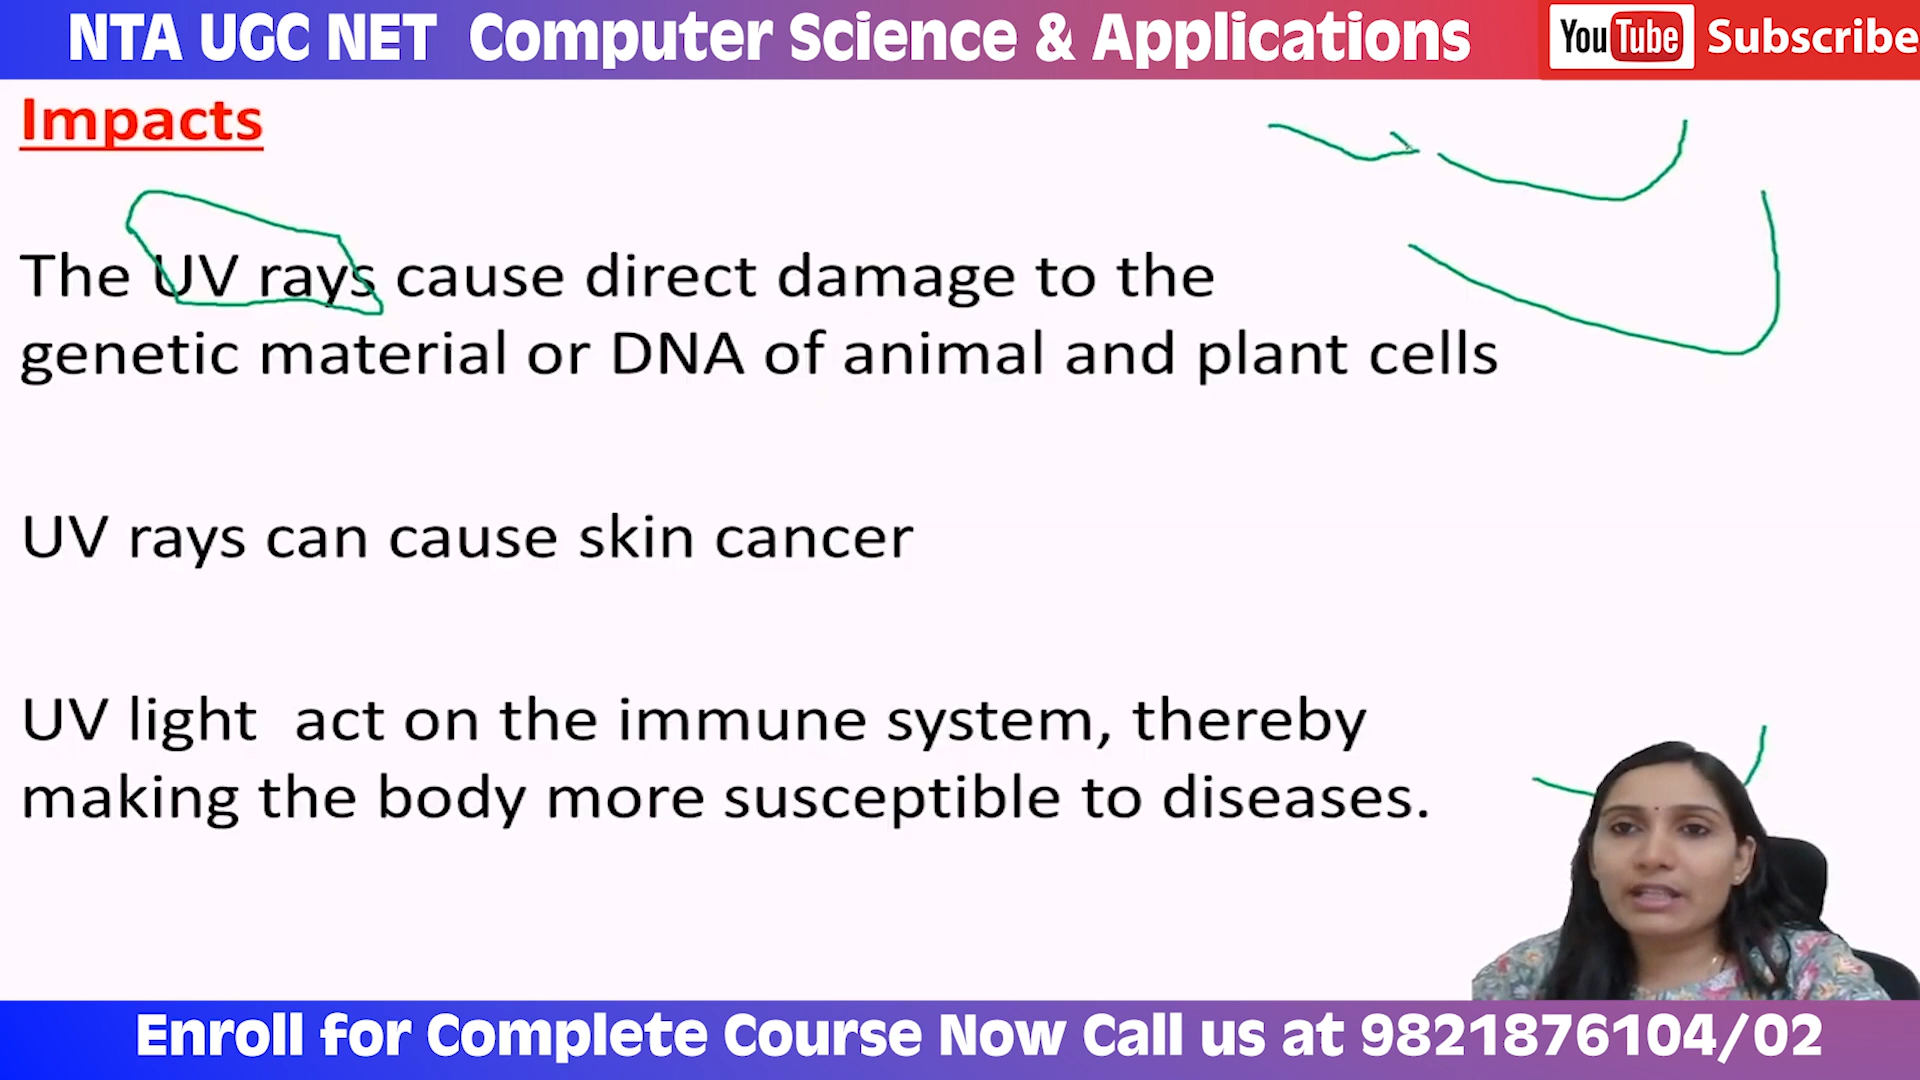 NTA UGC NET Computer Science & Applications
YouTube Subscribe
Impacts
The UV rays cause direct damage to the
genetic material or DNA of animal and plant cells
UV rays can cause skin cancer
UV light act on the immune system, thereby
making the body more susceptible to diseases.
Enroll for Complete Course Now Call us at 9821876104/02